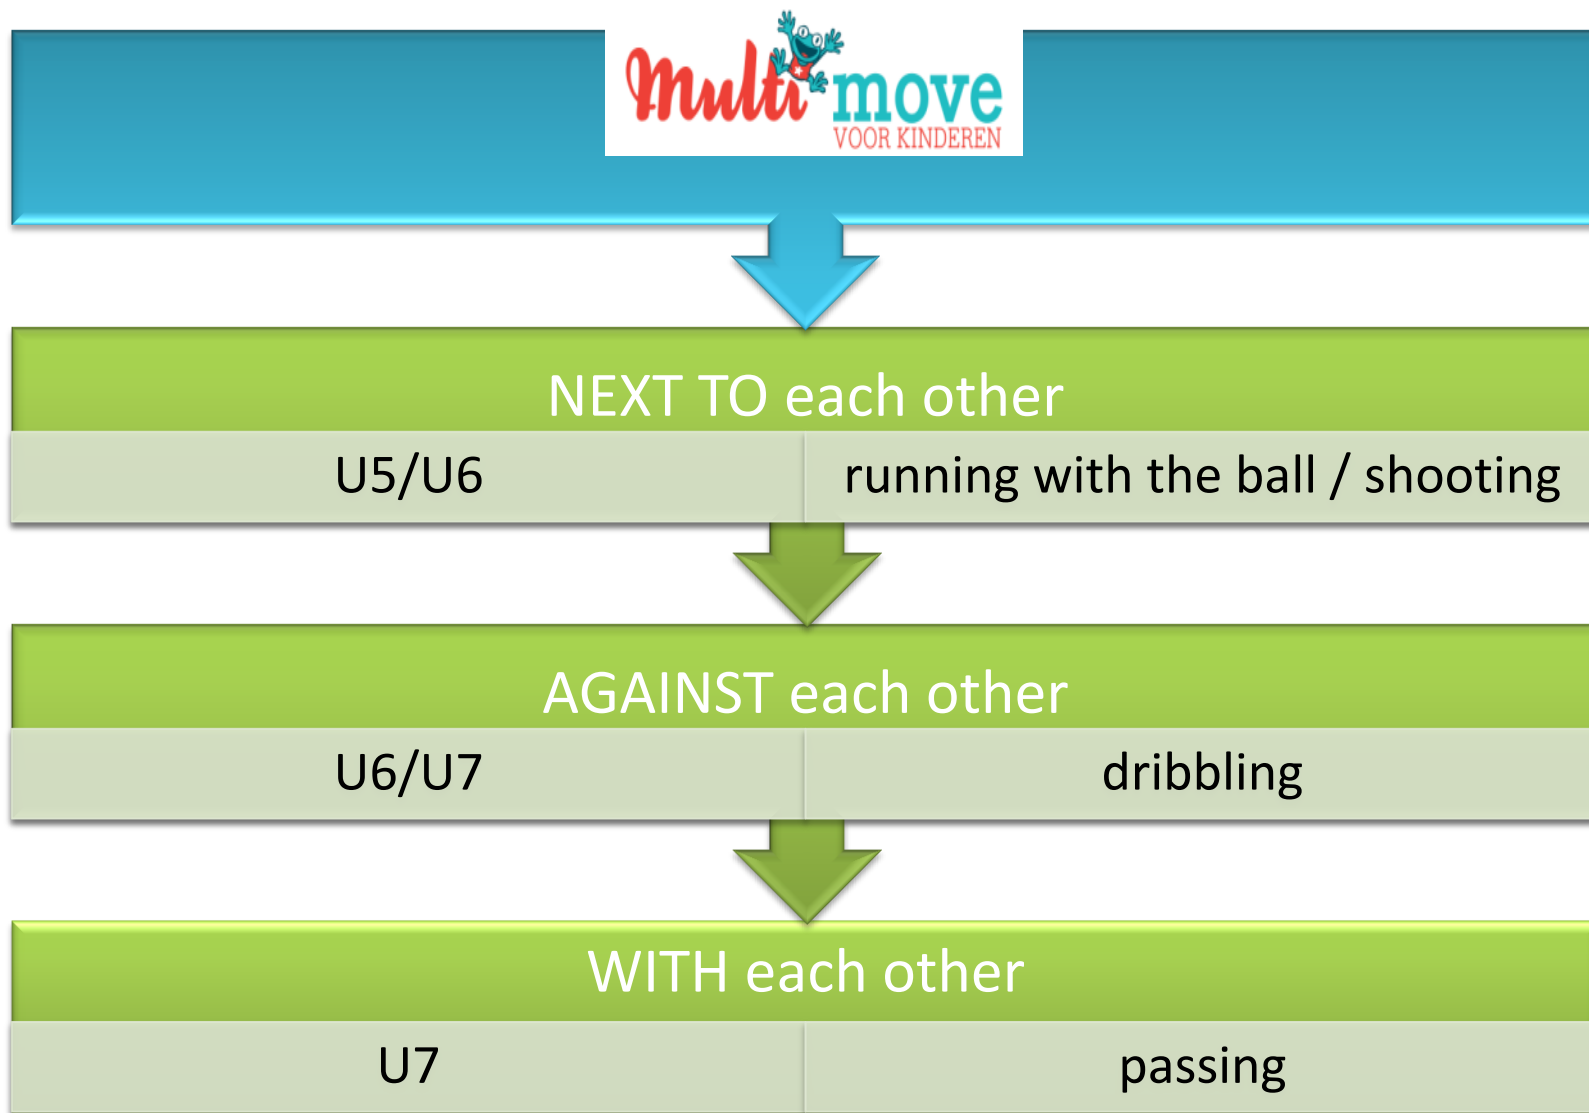 Multi move
VOOR KINDEREN
NEXT TO each other
U5/U6
running with the ball / shooting
AGAINST each other
U6/U7
dribbling
WITH each other
U7
passing